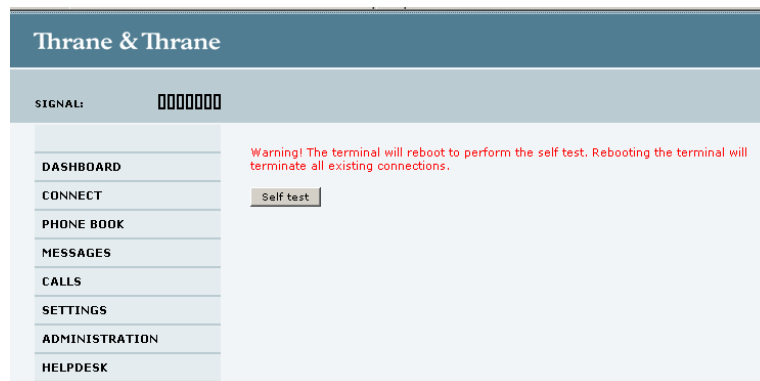 Thrane & Thrane
SIGNAL:
DASHBOARD
CONNECT
PHONE BOOK
MESSAGES
CALLS
SETTINGS
ADMINISTRATION
HELPDESK
Warning! The terminal will reboot to perform the self test. Rebooting the terminal will
terminate all existing connections.
Self test